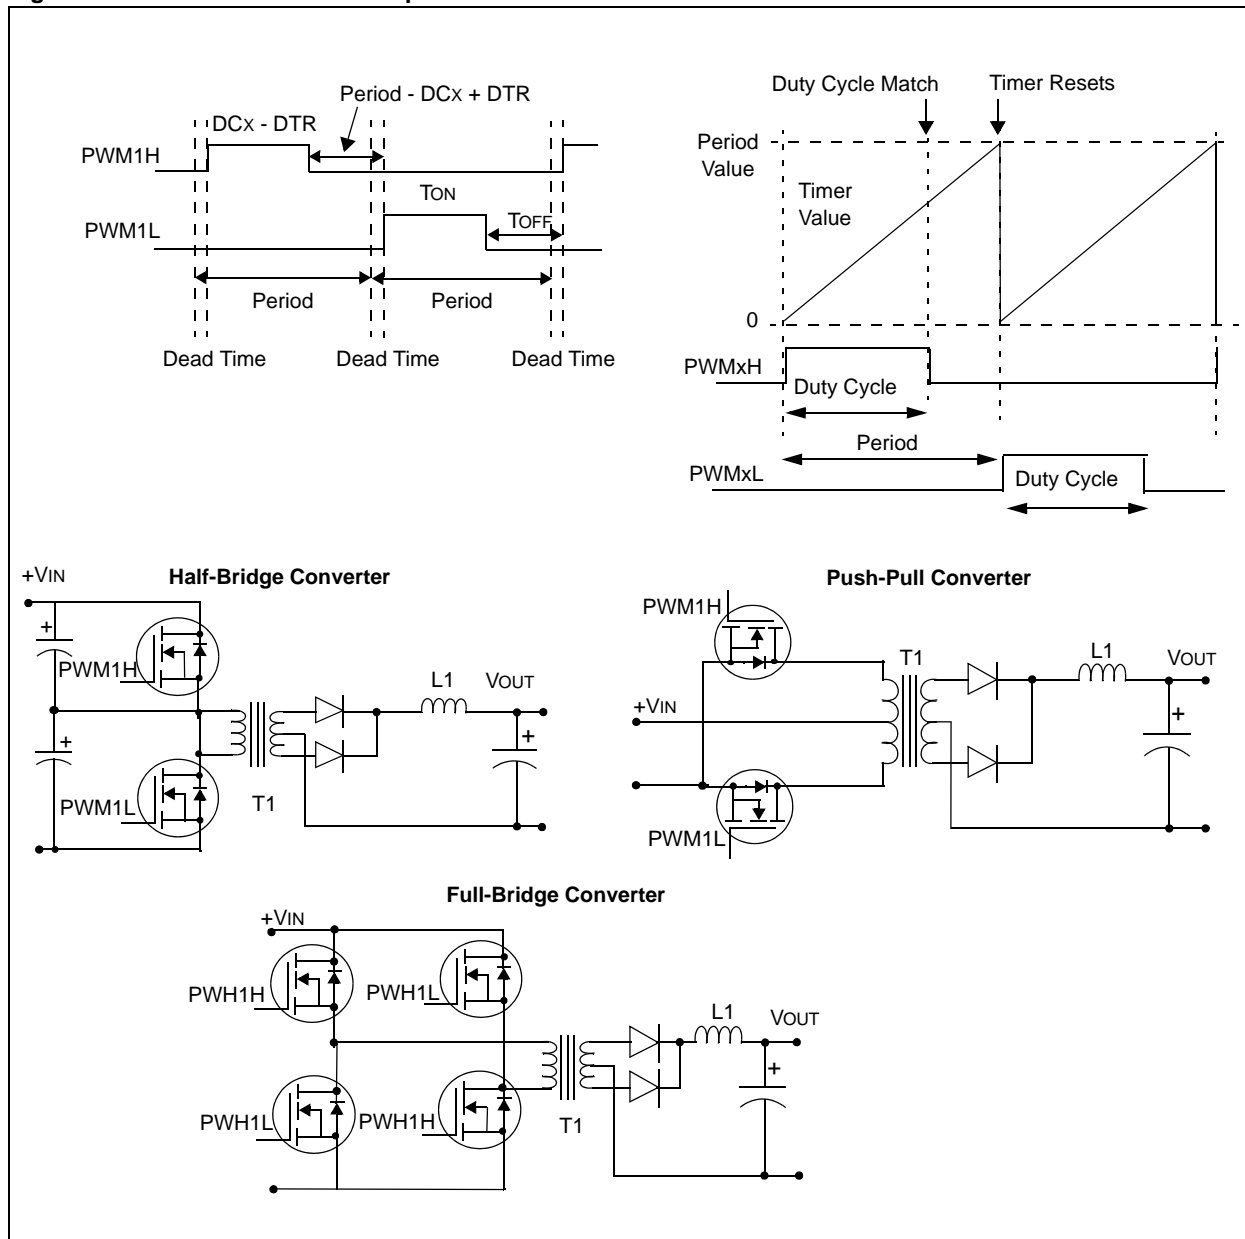 Period - DCX + DTR
DCX - DTR
PWM1H
TON
TOFF
PWM1L
Period
Period
Dead Time
Dead Time
Dead Time
Duty Cycle Match
Timer Resets
Period
Value
Timer
Value
0
PWMxH
Duty Cycle
Period
PWMxL
Duty Cycle
Half-Bridge Converter
+VIN
+
PWM1H
+
PWM1L
T1
L1
VOUT
+
Push-Pull Converter
PWM1H
+VIN
PWM1L
T1
L1
VOUT
+
Full-Bridge Converter
+VIN
PWH1H
PWH1L
PWH1L
PWH1H
T1
L1
VOUT
+